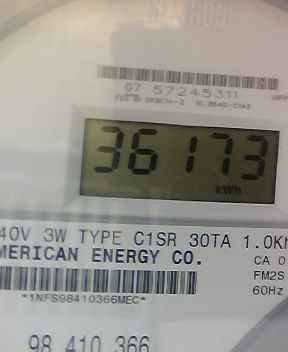 07 57245311
36173
kWh
40V 3W TYPE C1SR 30TA 1.0Kh
MERICAN ENERGY CO.
CA 0
FM2S
60Hz
*1NFS98410366MEC*
98 410 366